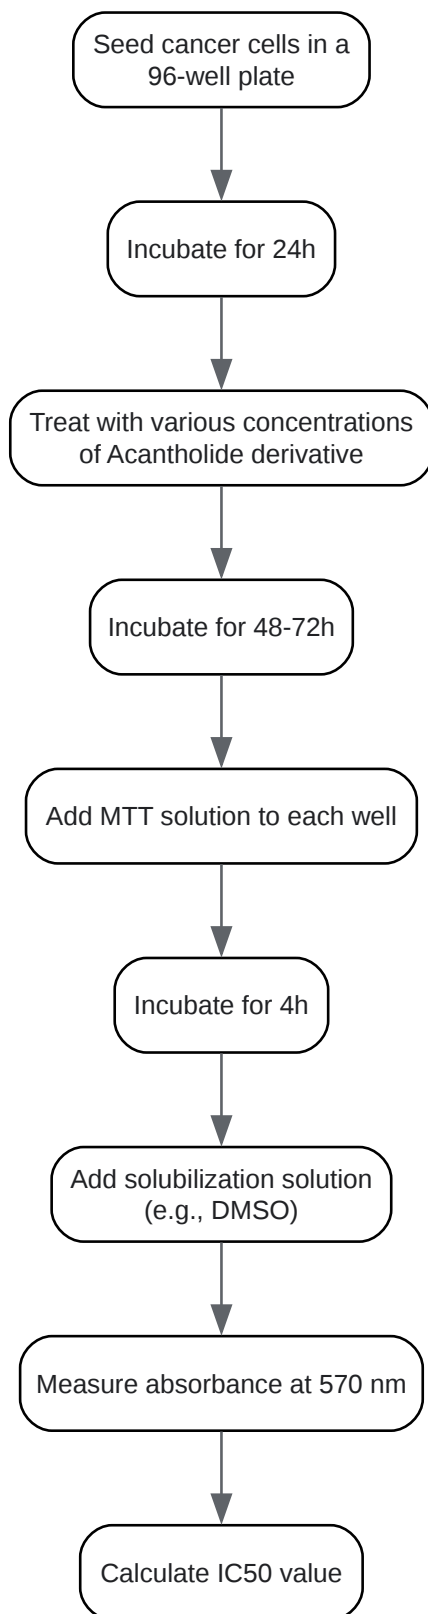 Seed cancer cells in a
96-well plate
Incubate for 24h
Treat with various concentrations
of Acantholide derivative
Incubate for 48-72h
Add MTT solution to each well
Incubate for 4h
Add solubilization solution
(e.g., DMSO)
Measure absorbance at 570 nm
Calculate IC50 value